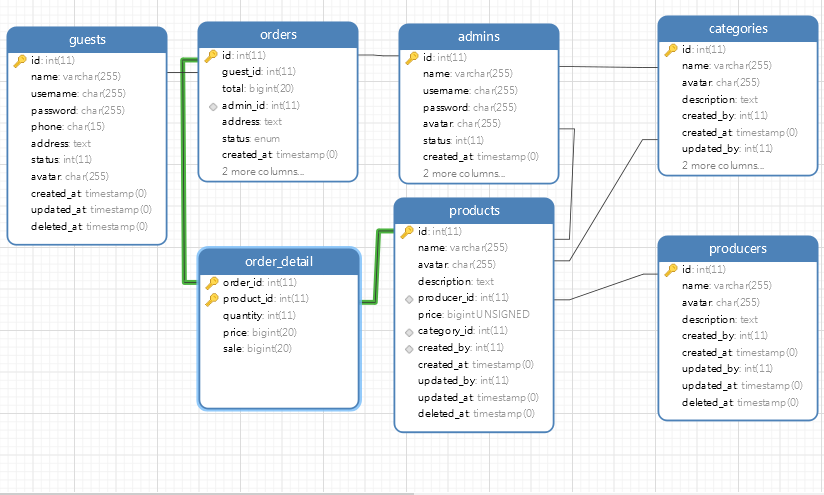 guests
id: int(11)
name: varchar(255)
username: char(255)
password: char(255)
phone: char(15)
address: text
status: int(11)
avatar: char(255)
created_at: timestamp(0)
updated_at: timestamp(0)
deleted_at: timestamp(0)
orders
id: int(11)
guest_id: int(11)
total: bigint(20)
admin_id: int(11)
address: text
status: enum
created_at: timestamp(0)
2 more columns...
admins
id: int(11)
name: varchar(255)
username: char(255)
password: char(255)
avatar: char(255)
status: int(11)
created_at: timestamp(0)
2 more columns...
categories
id: int(11)
name: varchar(255)
avatar: char(255)
description: text
created_by: int(11)
created_at: timestamp(0)
updated_by: int(11)
2 more columns...
order_detail
order_id: int(11)
product_id: int(11)
quantity: int(11)
price: bigint(20)
sale: bigint(20)
products
id: int(11)
name: varchar(255)
avatar: char(255)
description: text
producer_id: int(11)
price: bigint UNSIGNED
category_id: int(11)
created_by: int(11)
created_at: timestamp(0)
updated_by: int(11)
updated_at: timestamp(0)
deleted_at: timestamp(0)
producers
id: int(11)
name: varchar(255)
avatar: char(255)
description: text
created_by: int(11)
created_at: timestamp(0)
updated_by: int(11)
updated_at: timestamp(0)
deleted_at: timestamp(0)